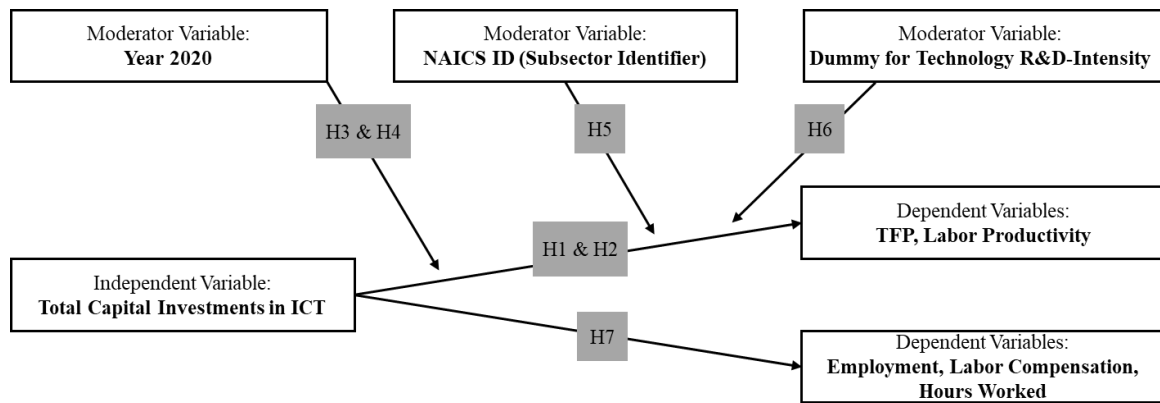 Moderator Variable:
Year 2020
Moderator Variable:
NAICS ID (Subsector Identifier)
Moderator Variable:
Dummy for Technology R&D-Intensity
H3 & H4
H5
H6
Dependent Variables:
TFP, Labor Productivity
H1 & H2
Independent Variable:
Total Capital Investments in ICT
H7
Dependent Variables:
Employment, Labor Compensation,
Hours Worked